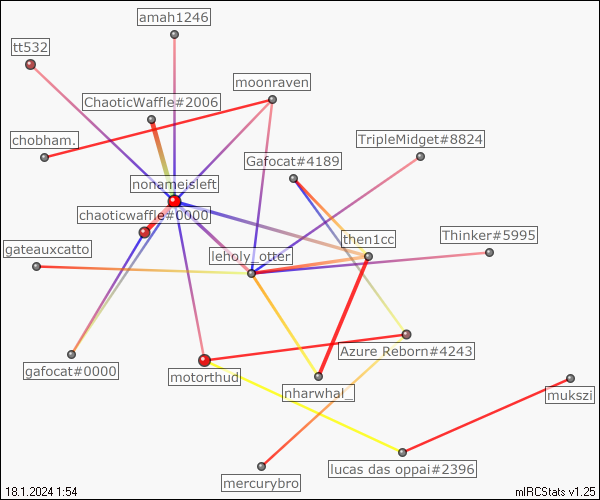 amah1246
tt532
moonraven
ChaoticWaffle#2006
chobham.
TripleMidget#8824
Gafocat#4189
nonameisleft
chaoticwaffle#0000
Thinker#5995
then1cc
gateauxcatto
leholy_otter
Azure Reborn#4243
gafocat#0000
motorthud
nharwhal_
mukszi
lucas das oppai#2396
mercurybro
18.1.2024 1:54
mIRCStats v1.25